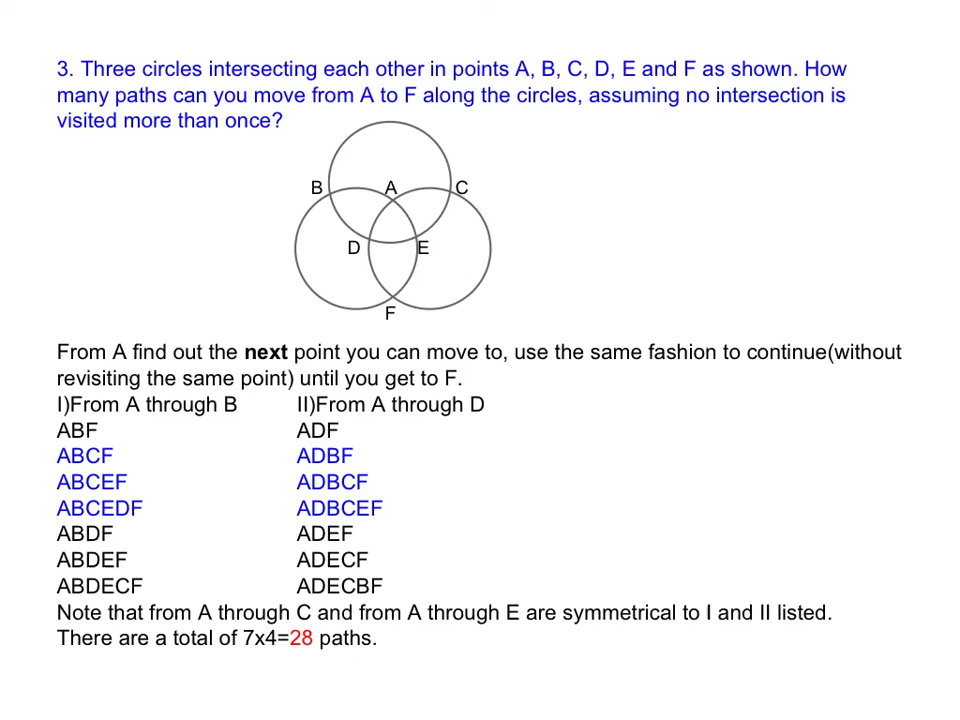 3. Three circles intersecting each other in points A, B, C, D, E and F as shown. How
many paths can you move from A to F along the circles, assuming no intersection is
visited more than once?
B A C
D E
F
From A find out the next point you can move to, use the same fashion to continue(without
revisiting the same point) until you get to F.
I)From A through B II)From A through D
ABF ADF
ABCF ADBF
ABCEF ADBCF
ABCEDF ADBCEF
ABDF ADEF
ABDEF ADECF
ABDECF ADECBF
Note that from A through C and from A through E are symmetrical to I and II listed.
There are a total of 7x4=28 paths.